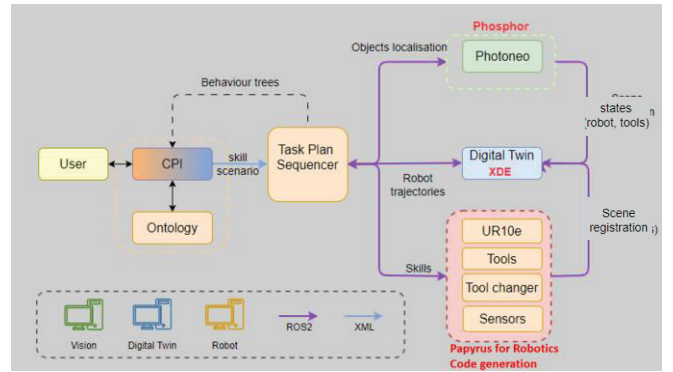 Phosphor
Objects localisation
Photoneo
Behaviour trees
states
(robot, tools)
User
CPI
skill
scenario
Task Plan
Sequencer
Digital Twin
XDE
Robot
trajectories
Ontology
Scene
registration
UR10e
Skills
Tools
Tool changer
Sensors
Vision
Digital Twin
Robot
ROS2
XML
Papyrus for Robotics
Code generation